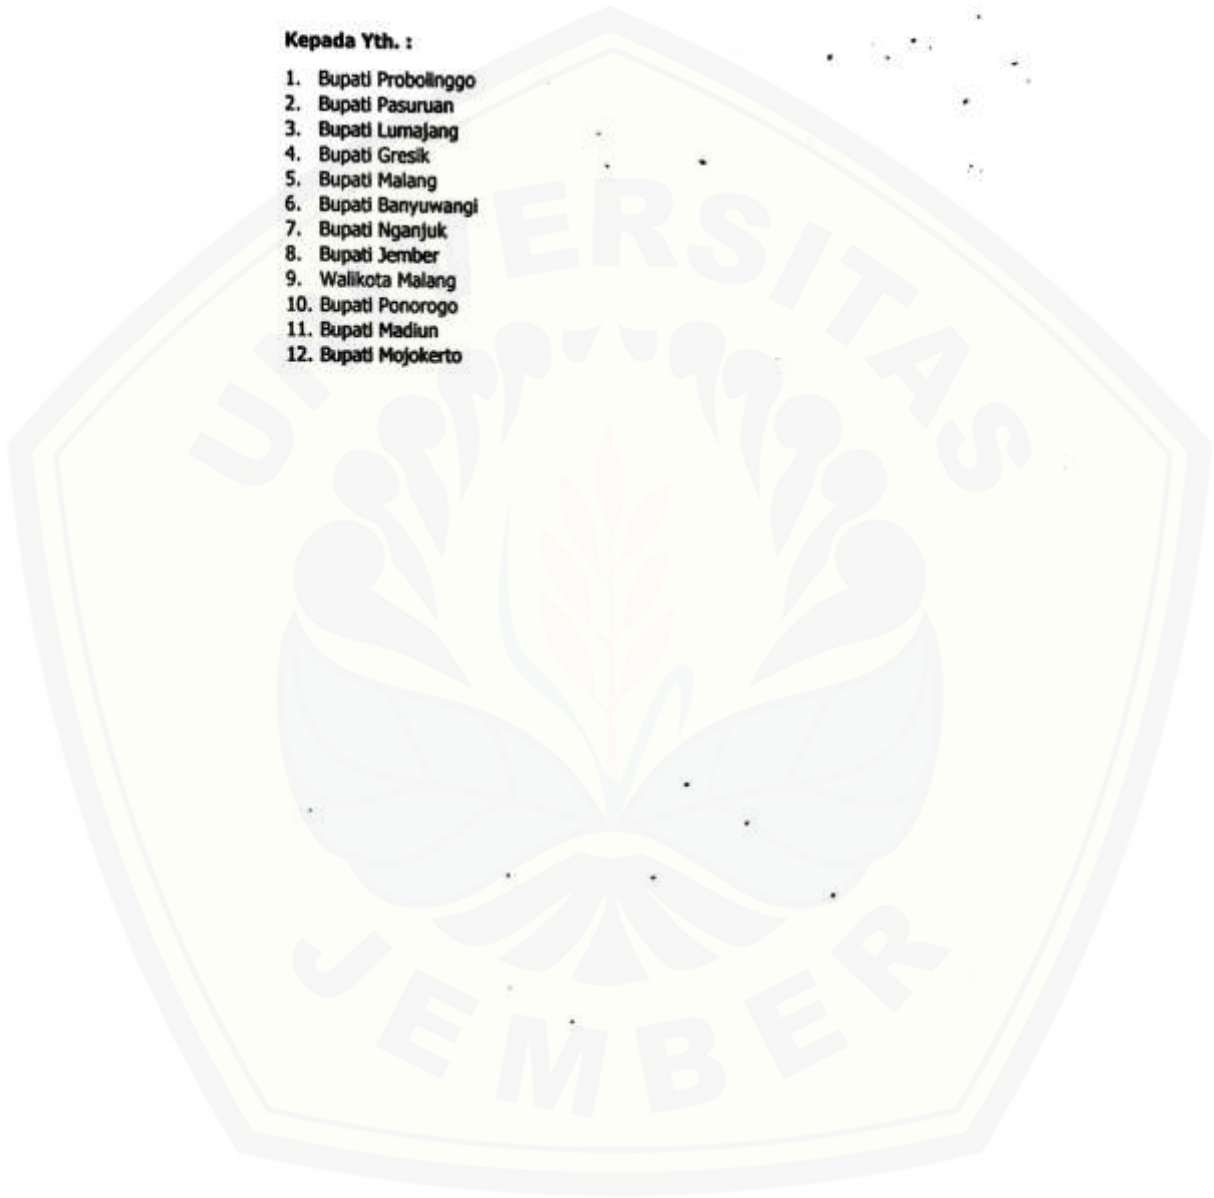 Kepada Yth. :
1. Bupati Probolinggo
2. Bupati Pasuruan
3. Bupati Lumajang
4. Bupati Gresik
5. Bupati Malang
6. Bupati Banyuwangi
7. Bupati Nganjuk
8. Bupati Jember
9. Walikota Malang
10. Bupati Ponorogo
11. Bupati Madiun
12. Bupati Mojokerto
UNIVERSITAS
JEMBER